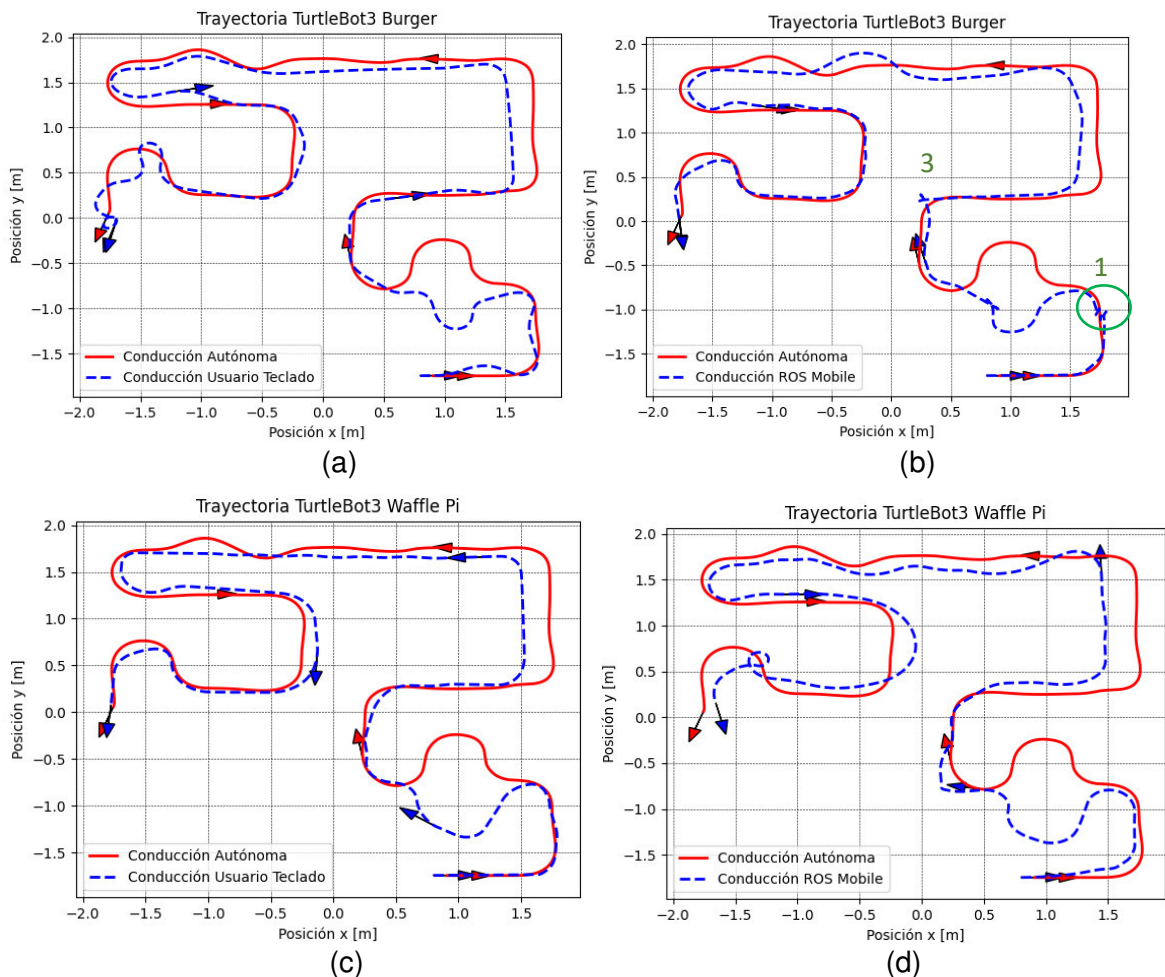 Trayectoria TurtleBot3 Burger
2.0
1.5
1.0
0.5
0.0
−0.5
−1.0
−1.5
Posición y [m]
Conducción Autónoma
Conducción Usuario Teclado
−2.0 −1.5 −1.0 −0.5 0.0 0.5 1.0 1.5
Posición x [m]
(a)
Trayectoria TurtleBot3 Burger
2.0
1.5
1.0
0.5
0.0
−0.5
−1.0
−1.5
Posición y [m]
3
1
Conducción Autónoma
Conducción ROS Mobile
−2.0 −1.5 −1.0 −0.5 0.0 0.5 1.0 1.5
Posición x [m]
(b)
Trayectoria TurtleBot3 Waffle Pi
2.0
1.5
1.0
0.5
0.0
−0.5
−1.0
−1.5
Posición y [m]
Conducción Autónoma
Conducción Usuario Teclado
−2.0 −1.5 −1.0 −0.5 0.0 0.5 1.0 1.5
Posición x [m]
(c)
Trayectoria TurtleBot3 Waffle Pi
2.0
1.5
1.0
0.5
0.0
−0.5
−1.0
−1.5
Posición y [m]
Conducción Autónoma
Conducción ROS Mobile
−2.0 −1.5 −1.0 −0.5 0.0 0.5 1.0 1.5
Posición x [m]
(d)